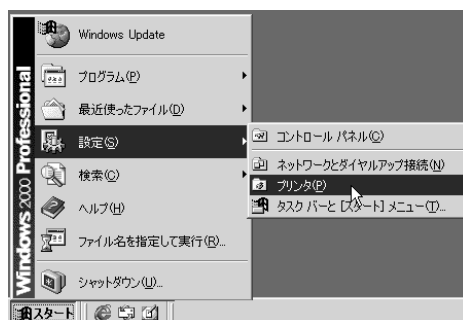 Windows 2000 Professional
Windows Update
プログラム(P)
最近使ったファイル(D)
設定(S)
検索(C)
ヘルプ(H)
ファイル名を指定して実行(R)...
シャットダウン(U)...
コントロール パネル(C)
ネットワークとダイヤルアップ接続(N)
プリンタ(P)
タスク バーと [スタート] メニュー(T)...
スタート